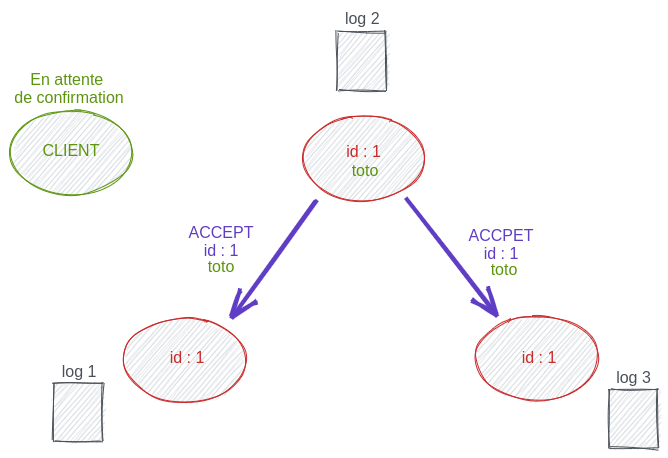 log 2
En attente
de confirmation
CLIENT
id : 1
toto
ACCEPT
id : 1
toto
ACCPET
id : 1
toto
id : 1
id : 1
log 1
log 3